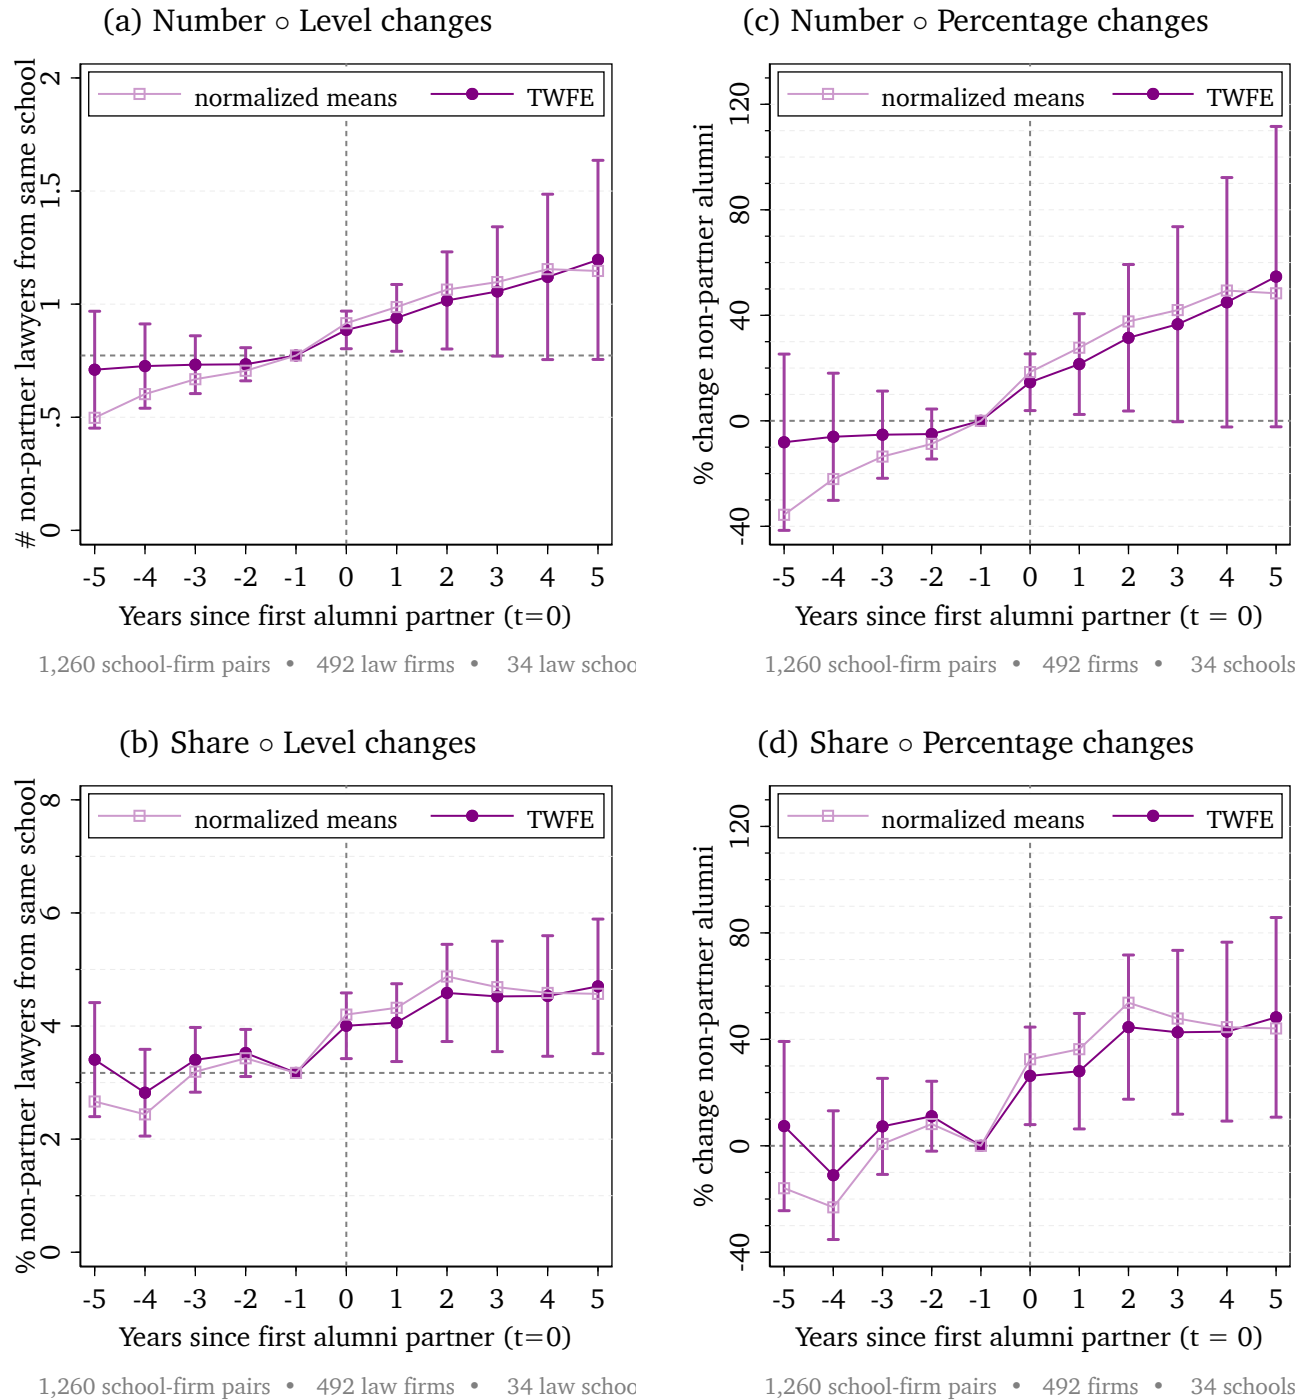 (a) Number ∘ Level changes
# non-partner lawyers from same school
2
1.5
1
.5
0
normalized means
TWFE
-5 -4 -3 -2 -1 0 1 2 3 4 5
Years since first alumni partner (t=0)
1,260 school-firm pairs • 492 law firms • 34 law schoo
(c) Number ∘ Percentage changes
% change non-partner alumni
120
80
40
0
-40
normalized means
TWFE
-5 -4 -3 -2 -1 0 1 2 3 4 5
Years since first alumni partner (t = 0)
1,260 school-firm pairs • 492 firms • 34 schools
(b) Share ∘ Level changes
% non-partner lawyers from same school
8
6
4
2
0
normalized means
TWFE
-5 -4 -3 -2 -1 0 1 2 3 4 5
Years since first alumni partner (t=0)
1,260 school-firm pairs • 492 law firms • 34 law schoo
(d) Share ∘ Percentage changes
% change non-partner alumni
120
80
40
0
-40
normalized means
TWFE
-5 -4 -3 -2 -1 0 1 2 3 4 5
Years since first alumni partner (t = 0)
1,260 school-firm pairs • 492 firms • 34 schools